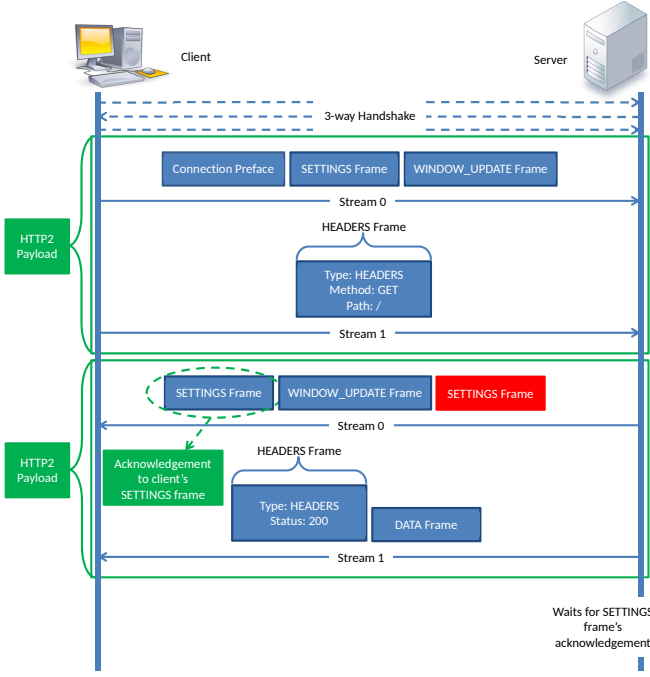 Client
Server
3-way Handshake
Connection Preface
SETTINGS Frame
WINDOW_UPDATE Frame
Stream 0
HTTP2
Payload
HEADERS Frame
Type: HEADERS
Method: GET
Path: /
Stream 1
SETTINGS Frame
WINDOW_UPDATE Frame
SETTINGS Frame
Stream 0
HTTP2
Payload
Acknowledgement
to client's
SETTINGS frame
HEADERS Frame
Type: HEADERS
Status: 200
DATA Frame
Stream 1
Waits for SETTINGS
frame's
acknowledgement